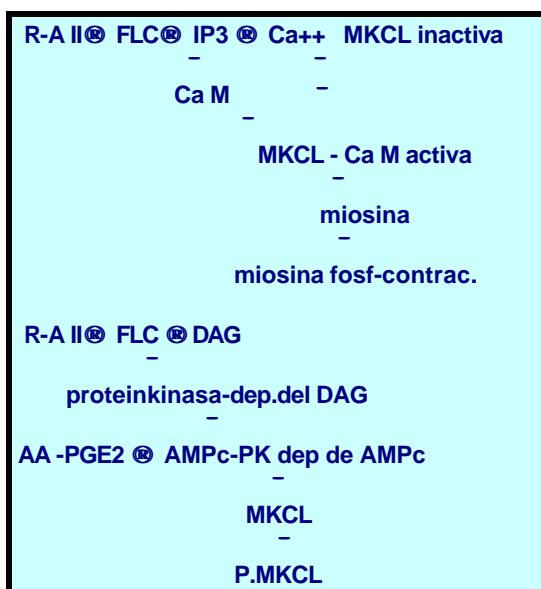 R-A II® FLC® IP3 ® Ca++ MKCL inactiva
– –
Ca M –
–
MKCL - Ca M activa
–
miosina
–
miosina fosf-contrac.
R-A II® FLC ® DAG
–
proteinkinasa-dep.del DAG
–
AA -PGE2 ® AMPc-PK dep de AMPc
–
MKCL
–
P.MKCL